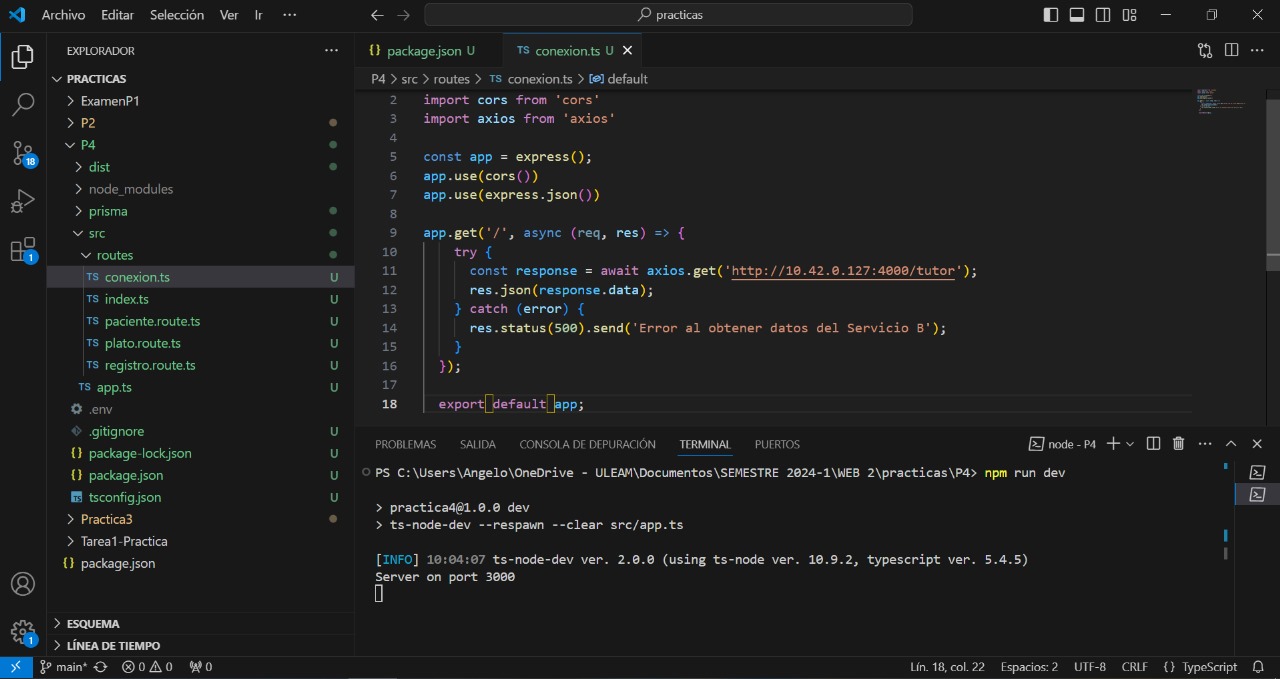 Archivo Editar Selección Ver Ir ··· practicas
EXPLORADOR ···
PRACTICAS
ExamenP1
P2
P4
dist
node_modules
prisma
src
routes
TS conexion.ts U
TS index.ts U
TS paciente.route.ts U
TS plato.route.ts U
TS registro.route.ts U
TS app.ts U
.env
.gitignore U
{} package-lock.json U
{} package.json U
TS tsconfig.json U
Practica3
Tarea1-Practica
{} package.json
ESQUEMA
LÍNEA DE TIEMPO
18
1
1
{} package.json U TS conexion.ts U
P4 > src > routes > TS conexion.ts > default
2 import cors from 'cors'
3 import axios from 'axios'
4
5 const app = express();
6 app.use(cors())
7 app.use(express.json())
8
9 app.get('/', async (req, res) => {
10 try {
11 const response = await axios.get('http://10.42.0.127:4000/tutor');
12 res.json(response.data);
13 } catch (error) {
14 res.status(500).send('Error al obtener datos del Servicio B');
15 }
16 });
17
18 export default app;
PROBLEMAS SALIDA CONSOLA DE DEPURACIÓN TERMINAL PUERTOS node - P4
PS C:\Users\Angelo\OneDrive - ULEAM\Documentos\SEMESTRE 2024-1\WEB 2\practicas\P4> npm run dev
> practica4@1.0.0 dev
> ts-node-dev --respawn --clear src/app.ts
[INFO] 10:04:07 ts-node-dev ver. 2.0.0 (using ts-node ver. 10.9.2, typescript ver. 5.4.5)
Server on port 3000
main* 0 0 0 Lín. 18, col. 22 Espacios: 2 UTF-8 CRLF {} TypeScript